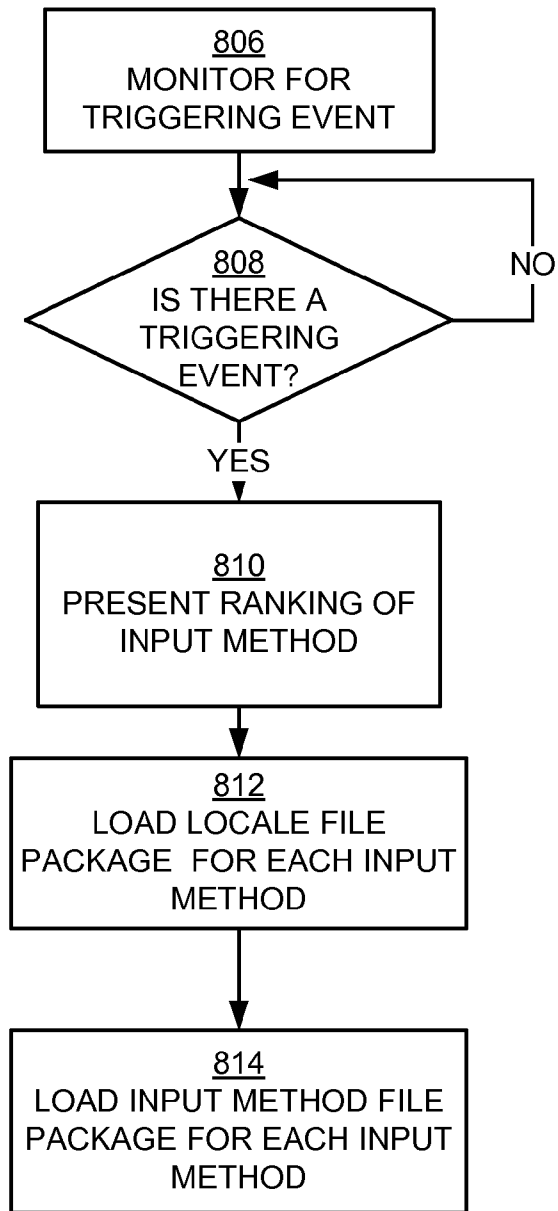 806
MONITOR FOR
TRIGGERING EVENT
808
IS THERE A
TRIGGERING
EVENT?
NO
YES
810
PRESENT RANKING OF
INPUT METHOD
812
LOAD LOCALE FILE
PACKAGE FOR EACH INPUT
METHOD
814
LOAD INPUT METHOD FILE
PACKAGE FOR EACH INPUT
METHOD